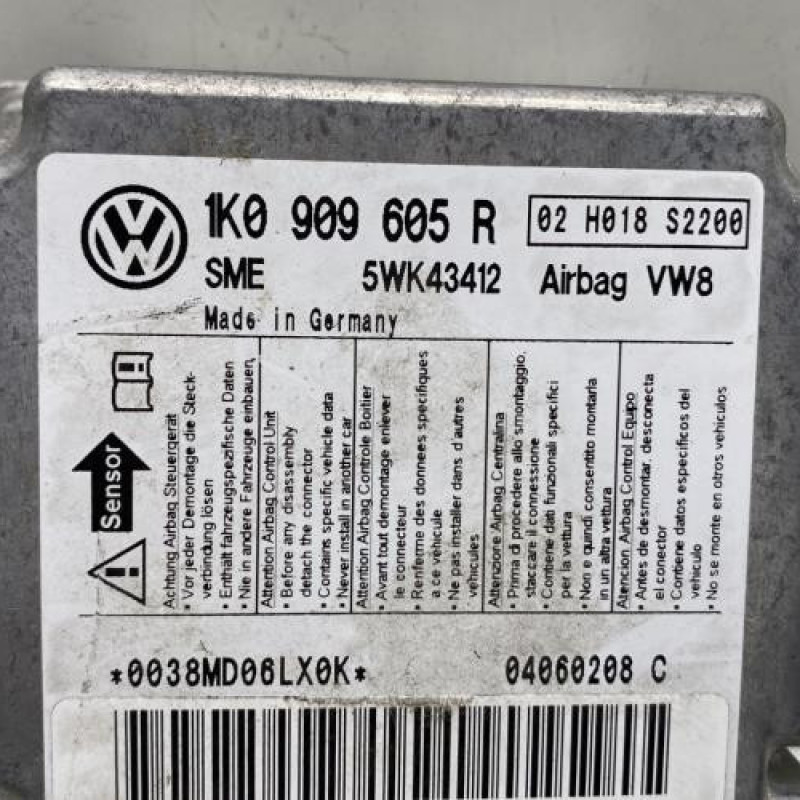 1K0 909 605 R
02 H018 S2200
SME 5WK43412 Airbag VW8
Made in Germany
Sensor
Achtung Airbag Steuergerät
• Vor jeder Demontage die Steck-
verbindung lösen
• Enthält fahrzeugspezifische Daten
• Nie in andere Fahrzeuge einbauen,
Attention Airbag Control Unit
• Before any disassembly
detach the connector
• Contains specific vehicle data
• Never install in another car
Attention Airbag Controle Boitier
• Avant tout demontage enlever
le connecteur
• Renferme des donnees specifiques
a ce vehicule
• Ne pas installer dans d'autres
vehicules
Attenzione Airbag Centralina
• Prima di procedere allo smontaggio,
staccare il connessione
• Contiene dati funzionali specifici
per la vettura
• Non e quindi consentito montarla
in un altra vettura
Atencion Airbag Control Equipo
• Antes de desmontar, desconecta
el conector
• Contiene datos especificos del
vehiculo
• No se monte en otros vehiculos
*0038MD06LX0K* 04060208 C